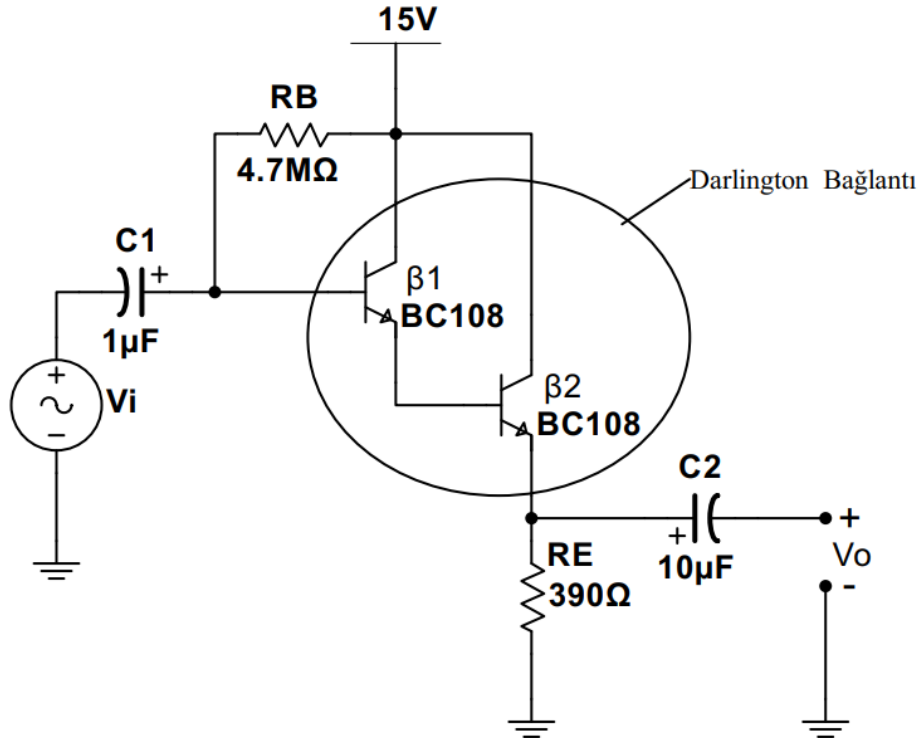 15V
RB
4.7MΩ
Darlington Bağlantı
C1
+
1µF
β1
BC108
+
Vi
−
β2
BC108
C2
+
10µF
+
Vo
-
RE
390Ω